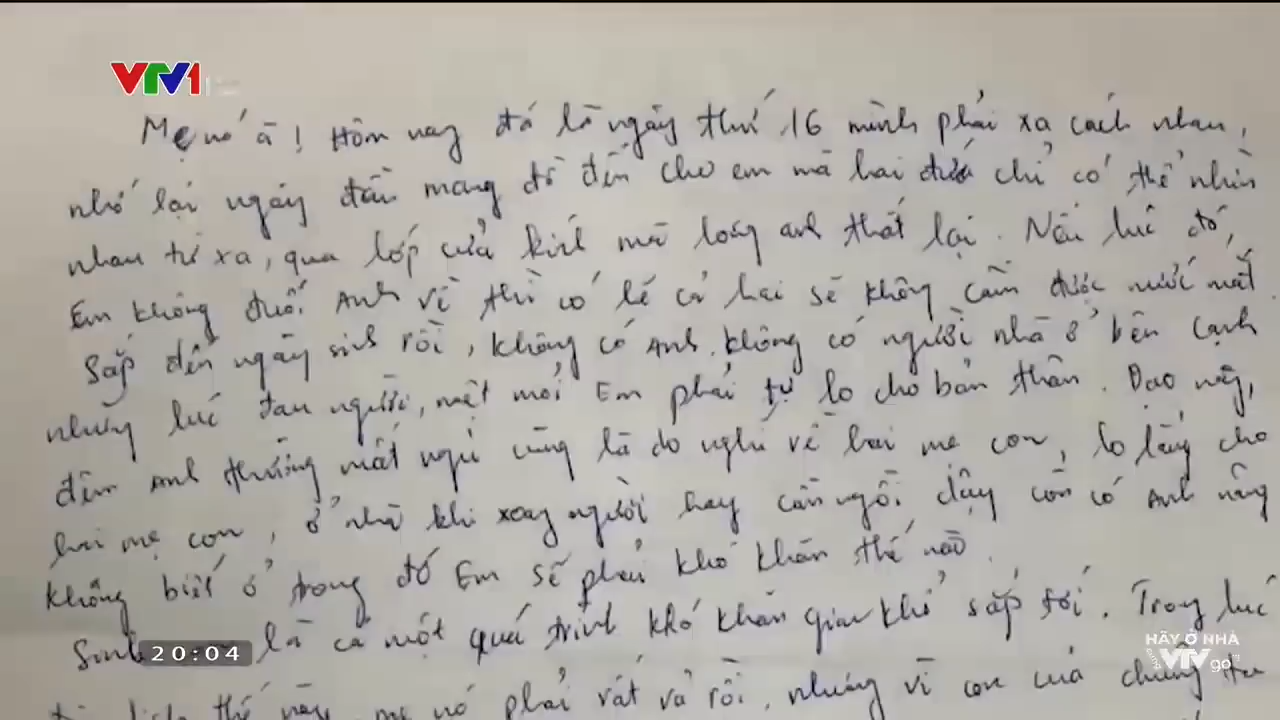 VTV1
Mẹ nó à! Hôm nay đã là ngày thứ 16 mình phải xa cách nhau,
nhớ lại ngày đầu mang đồ đến cho em mà hai đứa chỉ có thể nhìn
nhau từ xa, qua lớp cửa kính mà lòng anh thắt lại. Nếu lúc đó,
Em không đuổi Anh về thì có lẽ cả hai sẽ không cầm được nước mắt.
Sắp đến ngày sinh rồi, không có Anh, không có người nhà ở bên cạnh
những lúc đau người, mệt mỏi Em phải tự lo cho bản thân. Dạo này,
đêm Anh thường mất ngủ cũng là do nghĩ về hai mẹ con, lo lắng cho
hai mẹ con, ở nhà khi xoay người hay cần ngồi dậy còn có Anh nâng
không biết ở trong đó Em sẽ phải khó khăn thế nào.
Sinh là cả một quá trình khó khăn gian khổ sắp tới. Trong lúc
dịch thế này, mẹ nó phải vất vả rồi, nhưng vì con của chúng ta
20:04
HÃY Ở NHÀ
VTV go